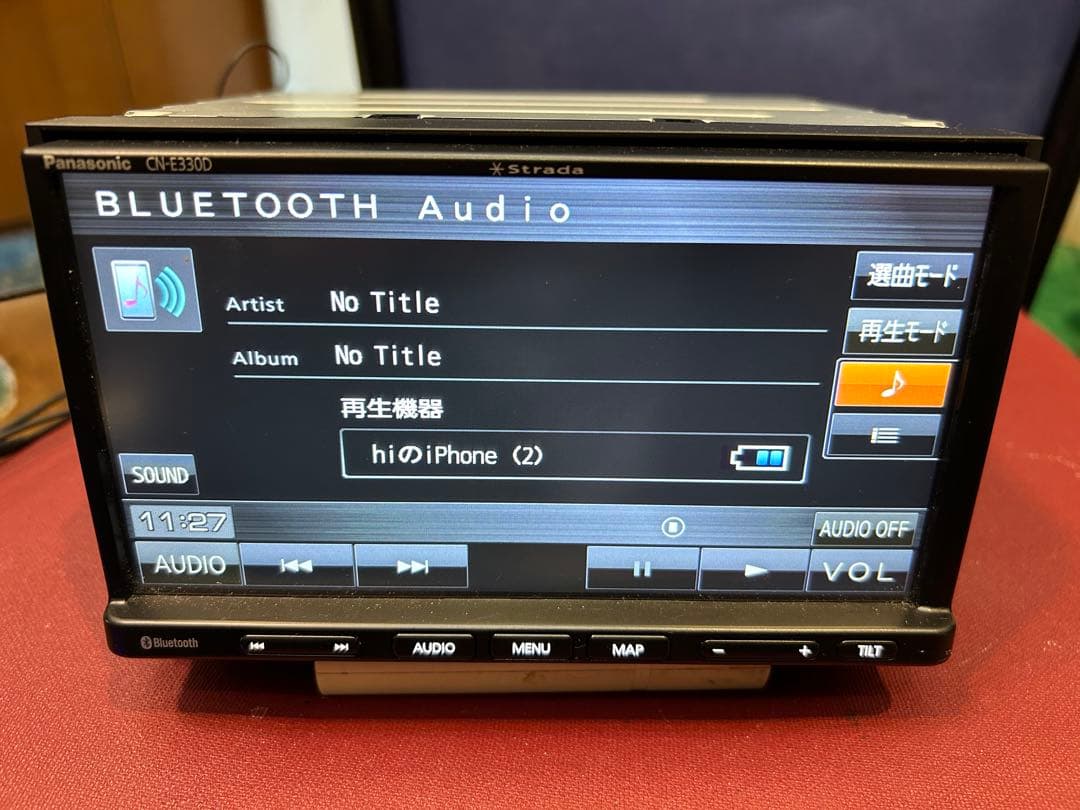 Panasonic CN-E330D
Strada
BLUETOOTH Audio
Artist No Title
Album No Title
再生機器
hiのiPhone (2)
選曲モード
再生モード
SOUND
11:27
AUDIO OFF
AUDIO
VOL
Bluetooth
AUDIO
MENU
MAP
TILT